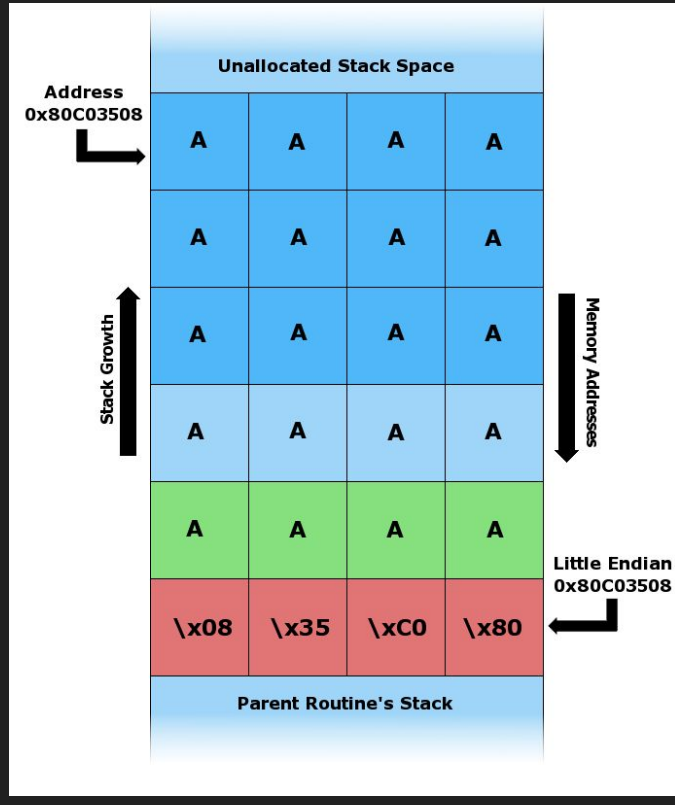 Unallocated Stack Space
Address
0x80C03508
A A A A
A A A A
Stack Growth
A A A A
Memory Addresses
A A A A
A A A A
Little Endian
0x80C03508
\x08 \x35 \xC0 \x80
Parent Routine's Stack